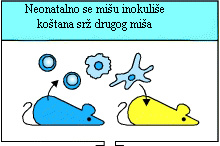 Neonatalno se mišu inokuliše
koštana srž drugog miša